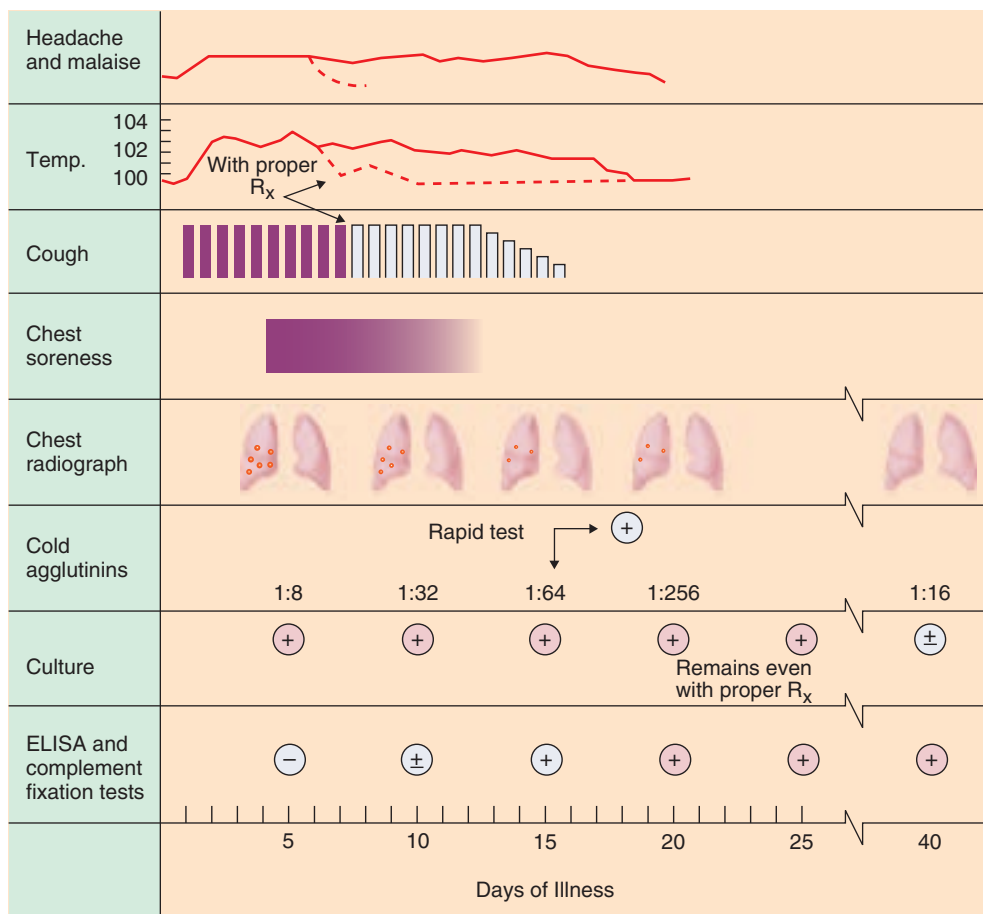 Headache
and malaise
Temp.
104
102
100
With proper
Rx
Cough
Chest
soreness
Chest
radiograph
Cold
agglutinins
Rapid test
+
1:8 1:32 1:64 1:256 1:16
Culture
+ + + + + ±
Remains even
with proper Rx
ELISA and
complement
fixation tests
− ± + + + +
5 10 15 20 25 40
Days of Illness